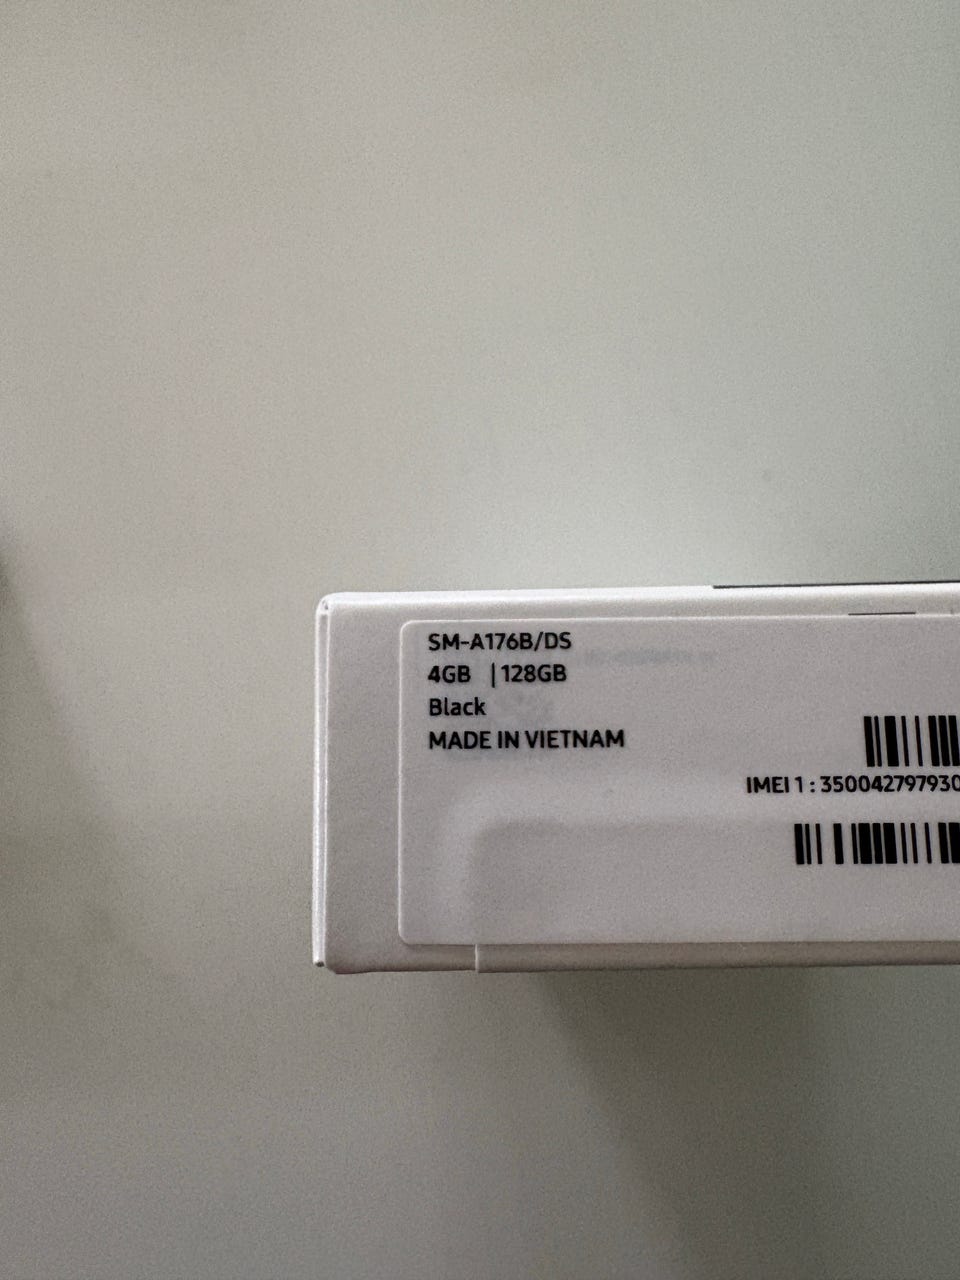 SM-A176B/DS
4GB | 128GB
Black
MADE IN VIETNAM
IMEI 1 : 350042797930